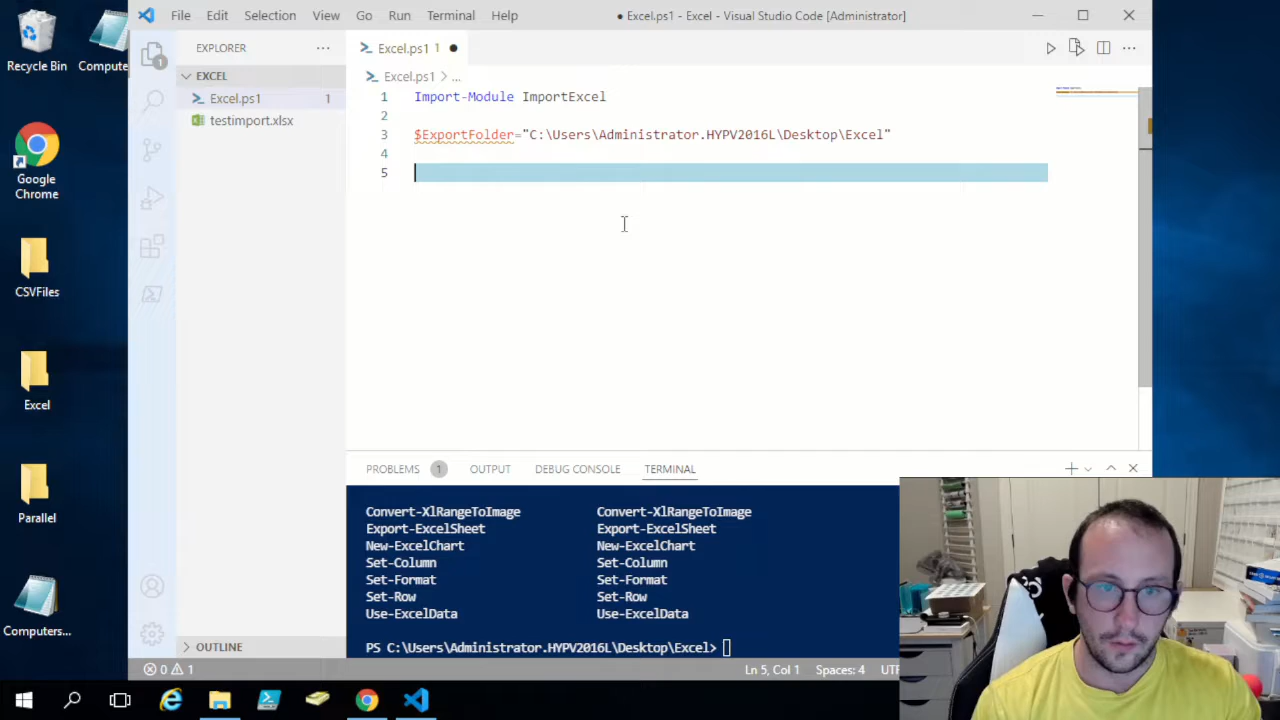 File Edit Selection View Go Run Terminal Help
● Excel.ps1 - Excel - Visual Studio Code [Administrator]
Recycle Bin
Compute
Google
Chrome
CSVFiles
Excel
Parallel
Computers...
1
EXPLORER
EXCEL
Excel.ps1 1
testimport.xlsx
OUTLINE
Excel.ps1 1
Excel.ps1 > ...
1 Import-Module ImportExcel
2
3 $ExportFolder="C:\Users\Administrator.HYPV2016L\Desktop\Excel"
4
5
PROBLEMS 1 OUTPUT DEBUG CONSOLE TERMINAL
Convert-XlRangeToImage Convert-XlRangeToImage
Export-ExcelSheet Export-ExcelSheet
New-ExcelChart New-ExcelChart
Set-Column Set-Column
Set-Format Set-Format
Set-Row Set-Row
Use-ExcelData Use-ExcelData
PS C:\Users\Administrator.HYPV2016L\Desktop\Excel>
0 1 Ln 5, Col 1 Spaces: 4 UTF